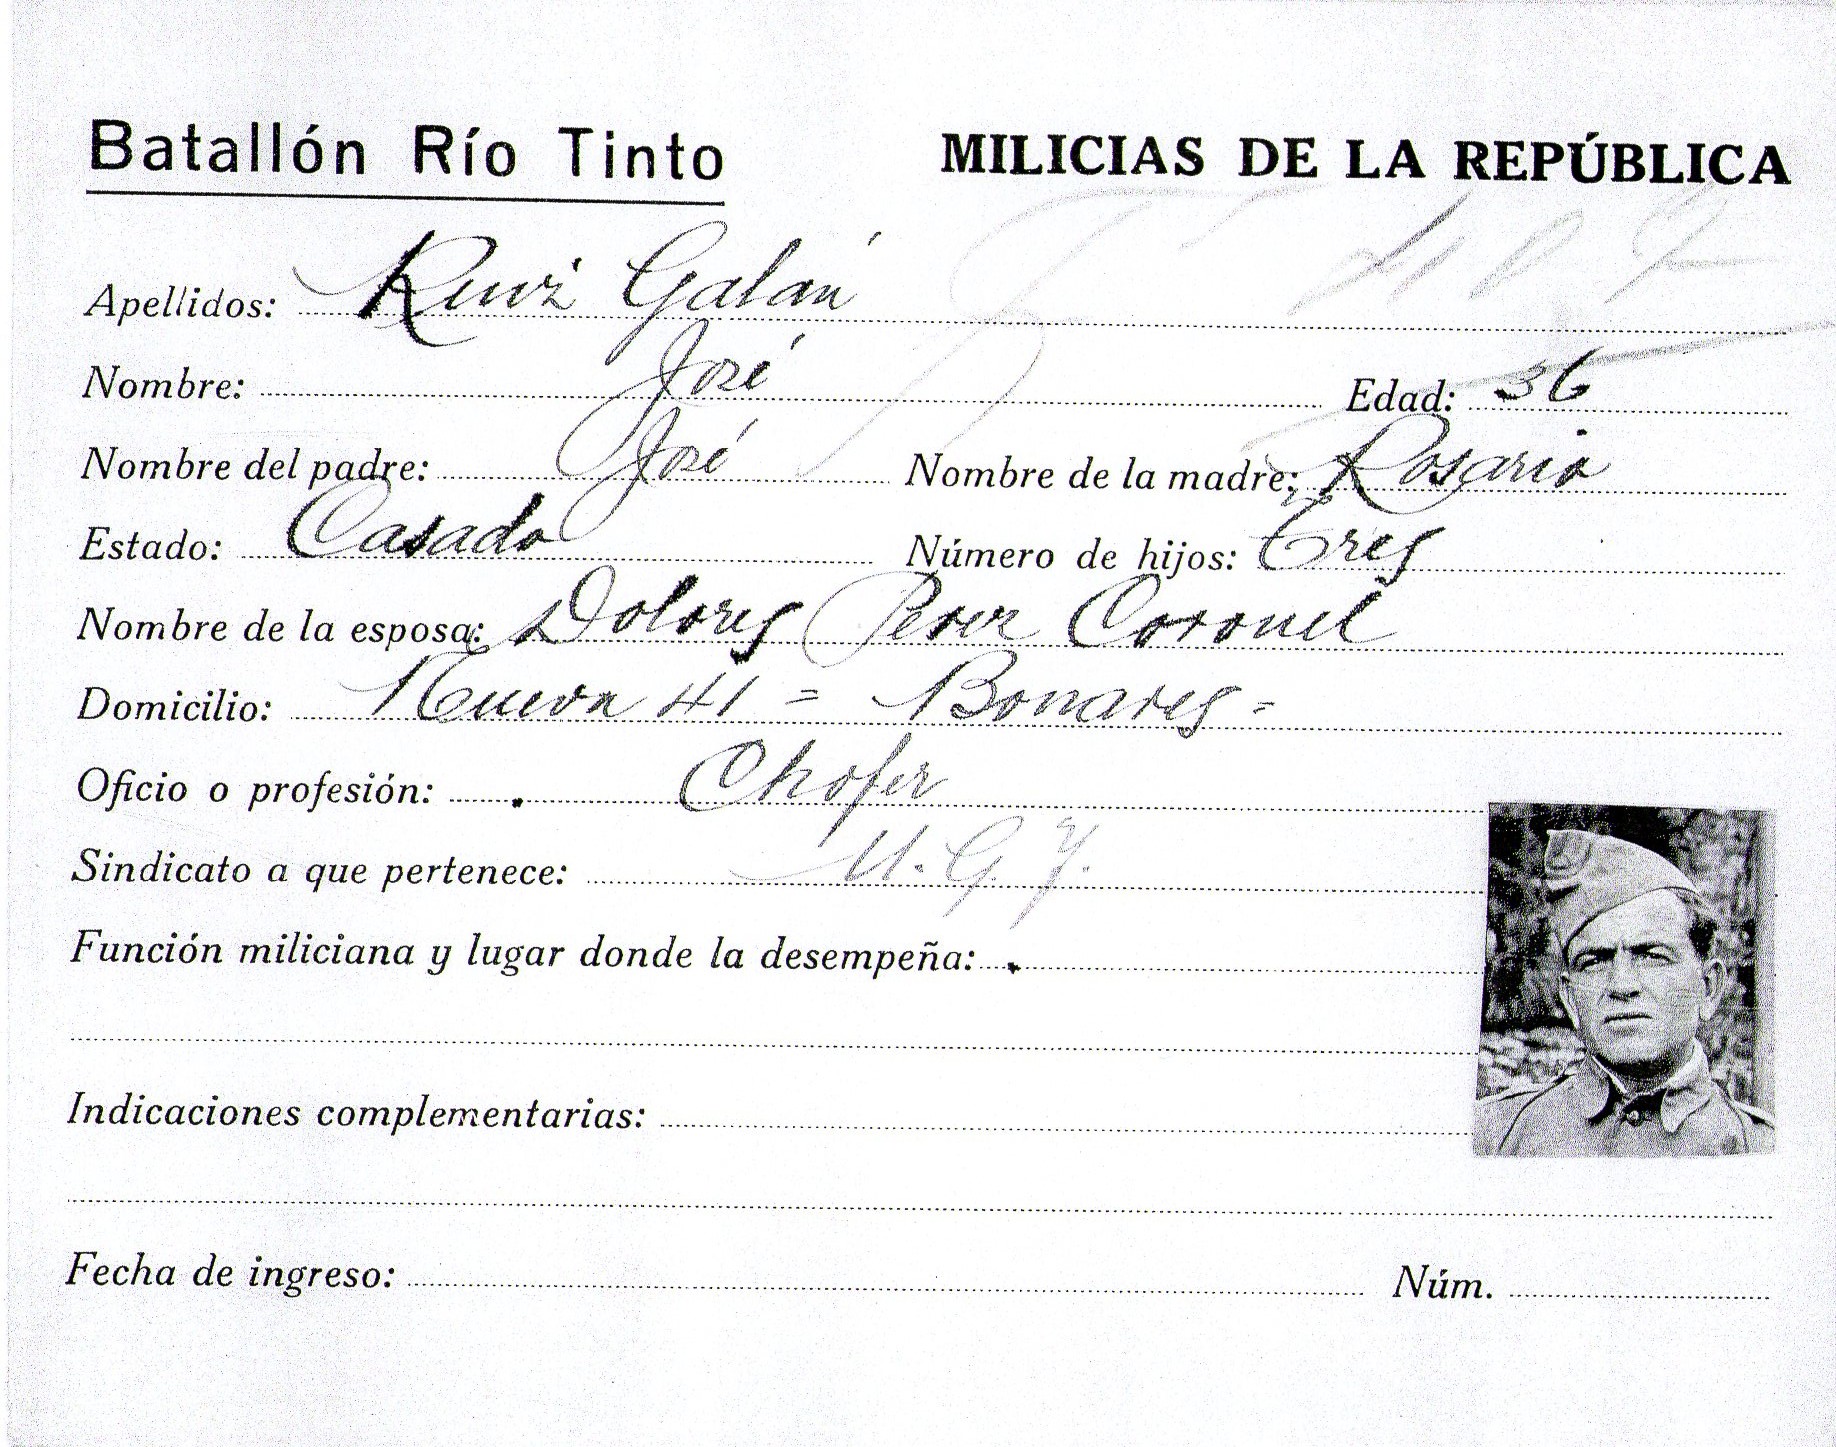 Batallón Río Tinto MILICIAS DE LA REPÚBLICA
Apellidos: Ruiz Galán
Nombre: José Edad: 36
Nombre del padre: José Nombre de la madre: Rosario
Estado: Casado Número de hijos: Tres
Nombre de la esposa: Dolores Perez Coronel
Domicilio: Nueva 41 = Bonares -
Oficio o profesión: Chofer
Sindicato a que pertenece: U. G. T.
Función miliciana y lugar donde la desempeña:
Indicaciones complementarias:
Fecha de ingreso: Núm.